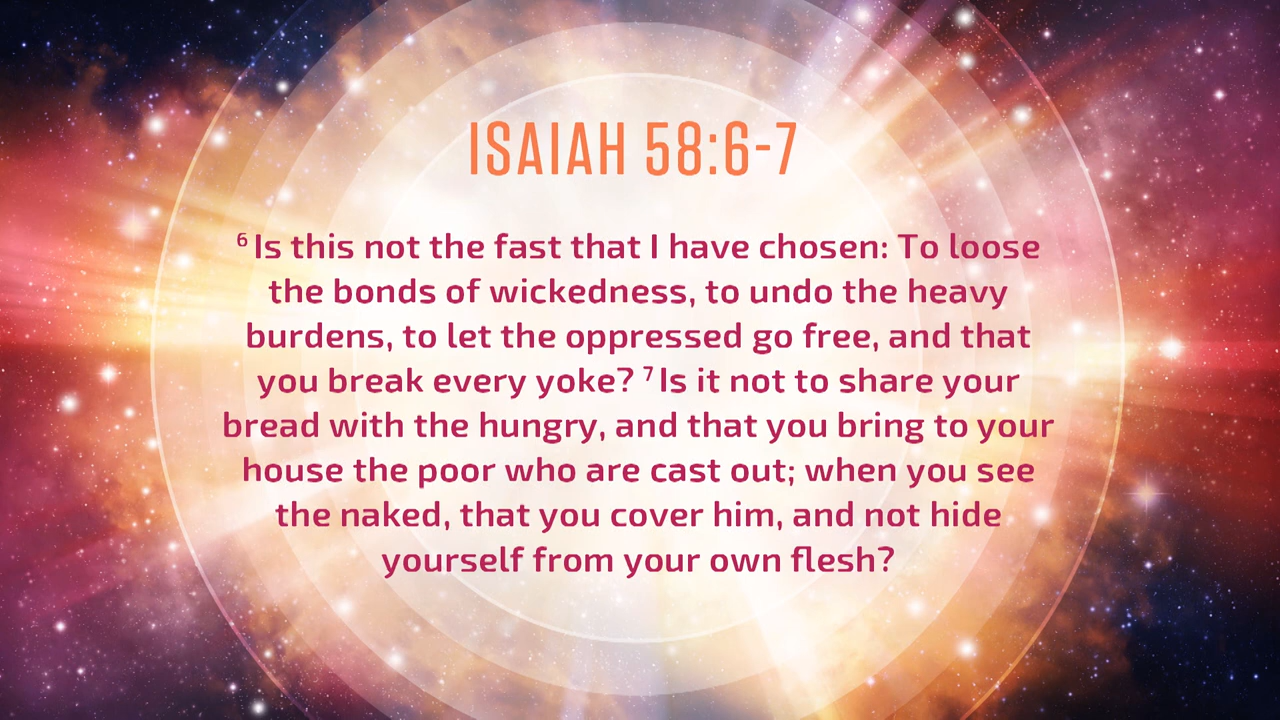 ISAIAH 58:6-7
⁶ Is this not the fast that I have chosen: To loose
the bonds of wickedness, to undo the heavy
burdens, to let the oppressed go free, and that
you break every yoke? ⁷ Is it not to share your
bread with the hungry, and that you bring to your
house the poor who are cast out; when you see
the naked, that you cover him, and not hide
yourself from your own flesh?